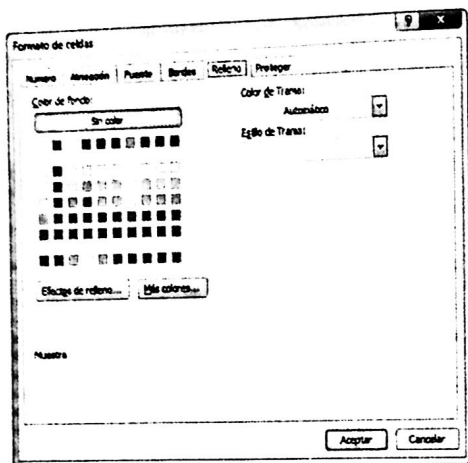 Formato de celdas
Numero Alineación Fuente Bordes Relleno Proteger
Color de fondo:
Sin color
Color de Trama:
Automático
Estilo de Trama:
Efectos de relleno... Más colores...
Muestra
Aceptar Cancelar